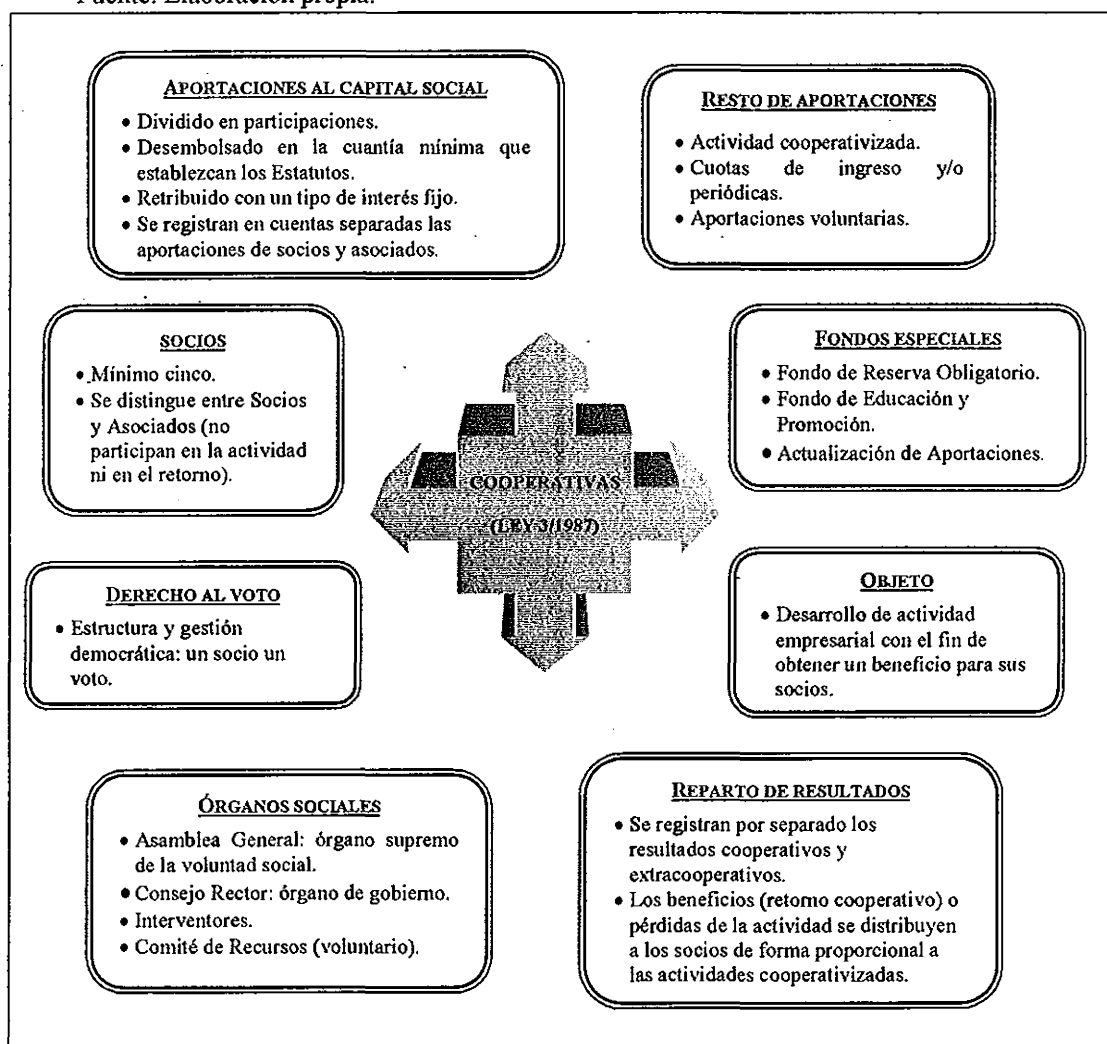 Fuente: Elaboración propia.
APORTACIONES AL CAPITAL SOCIAL
• Dividido en participaciones.
• Desembolsado en la cuantía mínima que
establezcan los Estatutos.
• Retribuido con un tipo de interés fijo.
• Se registran en cuentas separadas las
aportaciones de socios y asociados.
RESTO DE APORTACIONES
• Actividad cooperativizada.
• Cuotas de ingreso y/o
periódicas.
• Aportaciones voluntarias.
SOCIOS
• Mínimo cinco.
• Se distingue entre Socios
y Asociados (no
participan en la actividad
ni en el retorno).
FONDOS ESPECIALES
• Fondo de Reserva Obligatorio.
• Fondo de Educación y
Promoción.
• Actualización de Aportaciones.
COOPERATIVAS
(LEY 3/1987)
DERECHO AL VOTO
• Estructura y gestión
democrática: un socio un
voto.
OBJETO
• Desarrollo de actividad
empresarial con el fin de
obtener un beneficio para sus
socios.
ÓRGANOS SOCIALES
• Asamblea General: órgano supremo
de la voluntad social.
• Consejo Rector: órgano de gobierno.
• Interventores.
• Comité de Recursos (voluntario).
REPARTO DE RESULTADOS
• Se registran por separado los
resultados cooperativos y
extracooperativos.
• Los beneficios (retorno cooperativo) o
pérdidas de la actividad se distribuyen
a los socios de forma proporcional a
las actividades cooperativizadas.